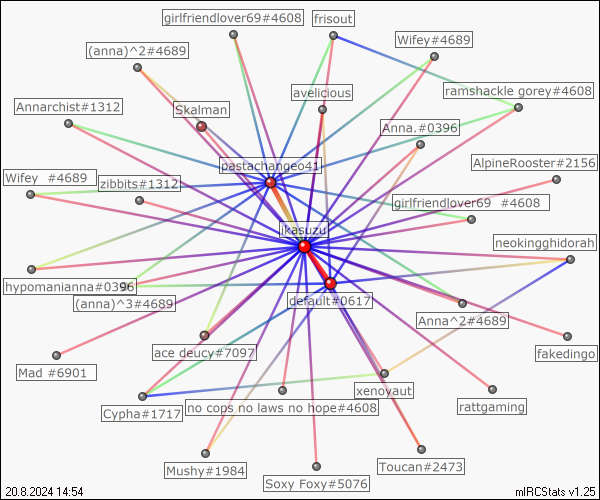 girlfriendlover69#4608
frisout
Wifey#4689
(anna)^2#4689
ramshackle gorey#4608
avelicious
Annarchist#1312
Skalman
Anna.#0396
pastachangeo41
AlpineRooster#2156
Wifey #4689
zibbits#1312
girlfriendlover69 #4608
ikasuzu
neokingghidorah
hypomanianna#0396
(anna)^3#4689
default#0617
Anna^2#4689
ace deucy#7097
fakedingo
Mad #6901
xenoyaut
Cypha#1717
no cops no laws no hope#4608
rattgaming
Mushy#1984
Toucan#2473
Soxy Foxy#5076
20.8.2024 14:54
mIRCStats v1.25